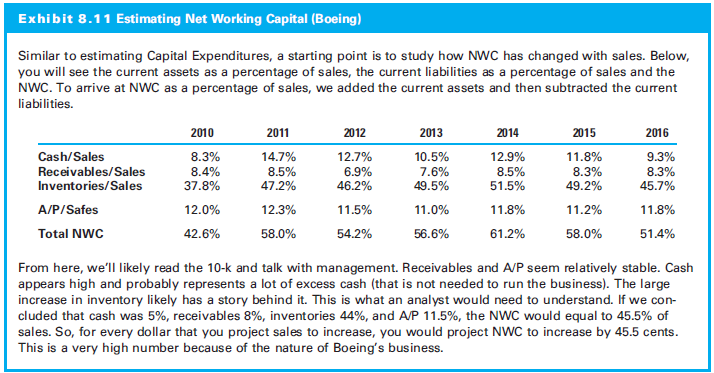 Exhibit 8.11 Estimating Net Working Capital (Boeing)
Similar to estimating Capital Expenditures, a starting point is to study how NWC has changed with sales. Below,
you will see the current assets as a percentage of sales, the current liabilities as a percentage of sales and the
NWC. To arrive at NWC as a percentage of sales, we added the current assets and then subtracted the current
liabilities.
2010 2011 2012 2013 2014 2015 2016
Cash/Sales 8.3% 14.7% 12.7% 10.5% 12.9% 11.8% 9.3%
Receivables/Sales 8.4% 8.5% 6.9% 7.6% 8.5% 8.3% 8.3%
Inventories/Sales 37.8% 47.2% 46.2% 49.5% 51.5% 49.2% 45.7%
A/P/Safes 12.0% 12.3% 11.5% 11.0% 11.8% 11.2% 11.8%
Total NWC 42.6% 58.0% 54.2% 56.6% 61.2% 58.0% 51.4%
From here, we'll likely read the 10-k and talk with management. Receivables and A/P seem relatively stable. Cash
appears high and probably represents a lot of excess cash (that is not needed to run the business). The large
increase in inventory likely has a story behind it. This is what an analyst would need to understand. If we con-
cluded that cash was 5%, receivables 8%, inventories 44%, and A/P 11.5%, the NWC would equal to 45.5% of
sales. So, for every dollar that you project sales to increase, you would project NWC to increase by 45.5 cents.
This is a very high number because of the nature of Boeing's business.